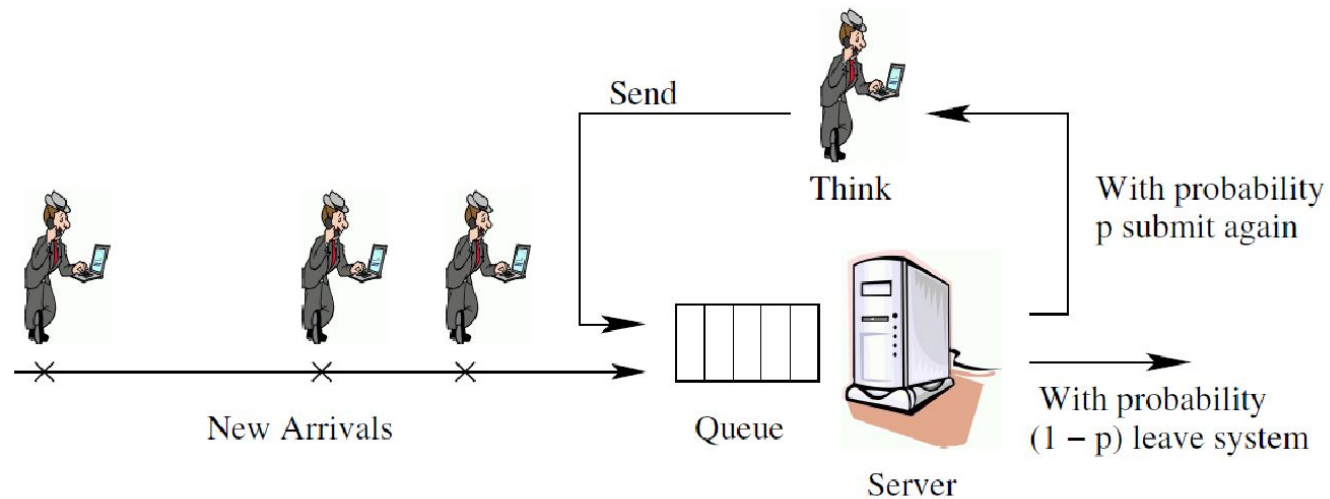 Send
Think
With probability
p submit again
New Arrivals
Queue
With probability
(1 − p) leave system
Server